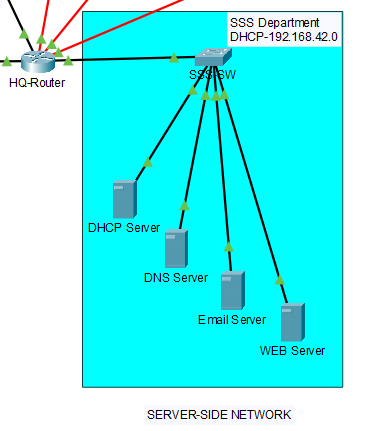 SSS Department
DHCP-192.168.42.0
HQ-Router
SSS-SW
DHCP Server
DNS Server
Email Server
WEB Server
SERVER-SIDE NETWORK